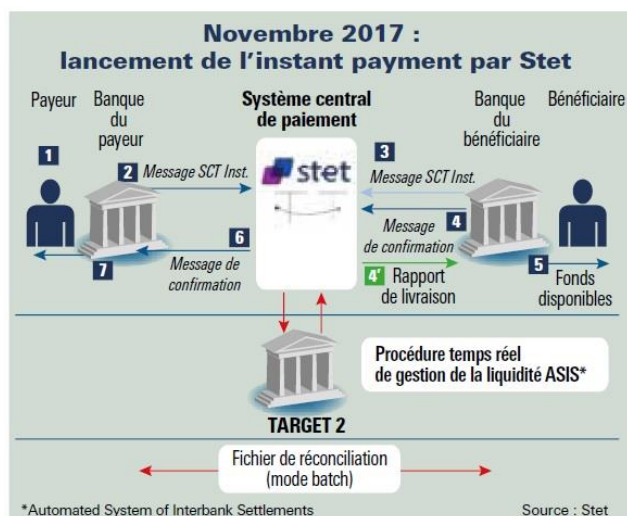 Novembre 2017 :
lancement de l'instant payment par Stet
Payeur
Banque
du
payeur
Système central
de paiement
Banque
du
bénéficiaire
Bénéficiaire
1
2
Message SCT Inst.
stet
3
Message SCT Inst.
4
Message
de confirmation
6
Message de
confirmation
7
4'
Rapport
de livraison
5
Fonds
disponibles
Procédure temps réel
de gestion de la liquidité ASIS*
TARGET 2
Fichier de réconciliation
(mode batch)
*Automated System of Interbank Settlements
Source : Stet